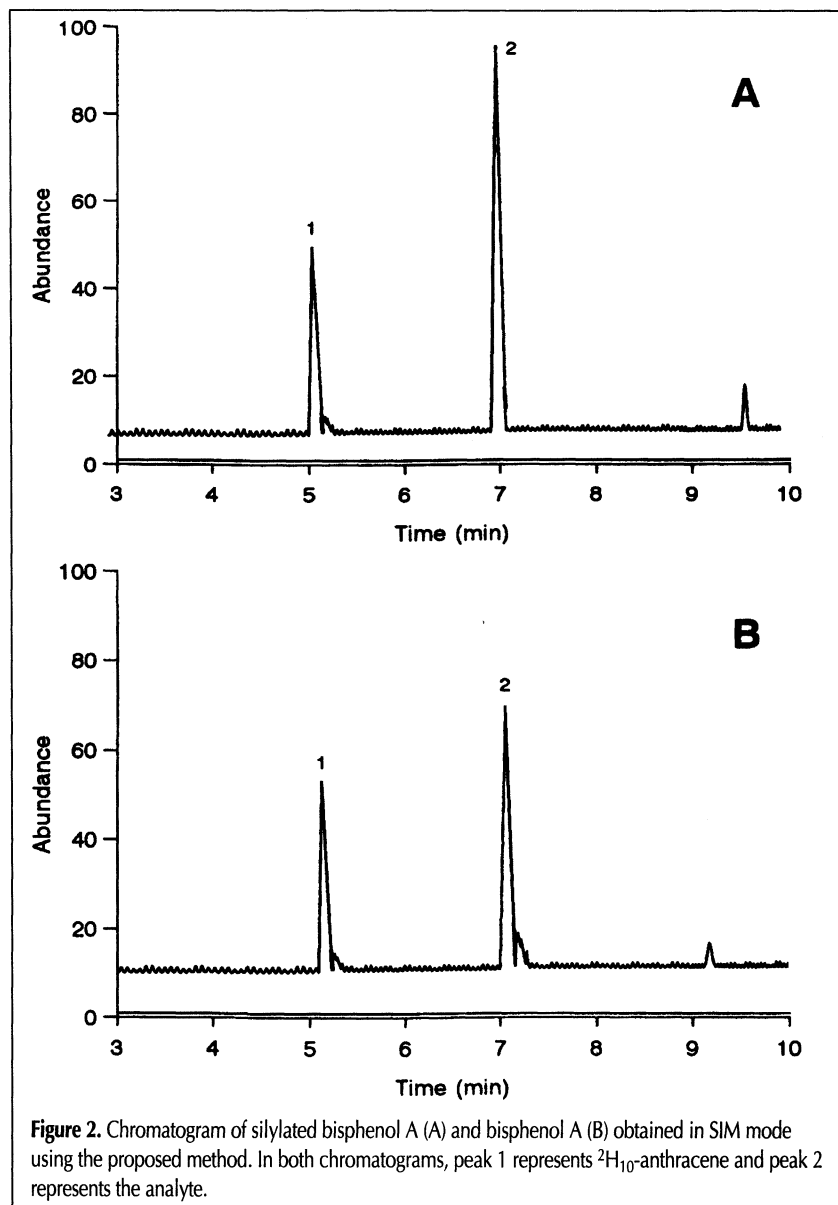 100
80
60
40
20
0
Abundance
1
2
A
3 4 5 6 7 8 9 10
Time (min)
100
80
60
40
20
0
Abundance
1
2
B
3 4 5 6 7 8 9 10
Time (min)
Figure 2. Chromatogram of silylated bisphenol A (A) and bisphenol A (B) obtained in SIM mode
using the proposed method. In both chromatograms, peak 1 represents ²H₁₀-anthracene and peak 2
represents the analyte.